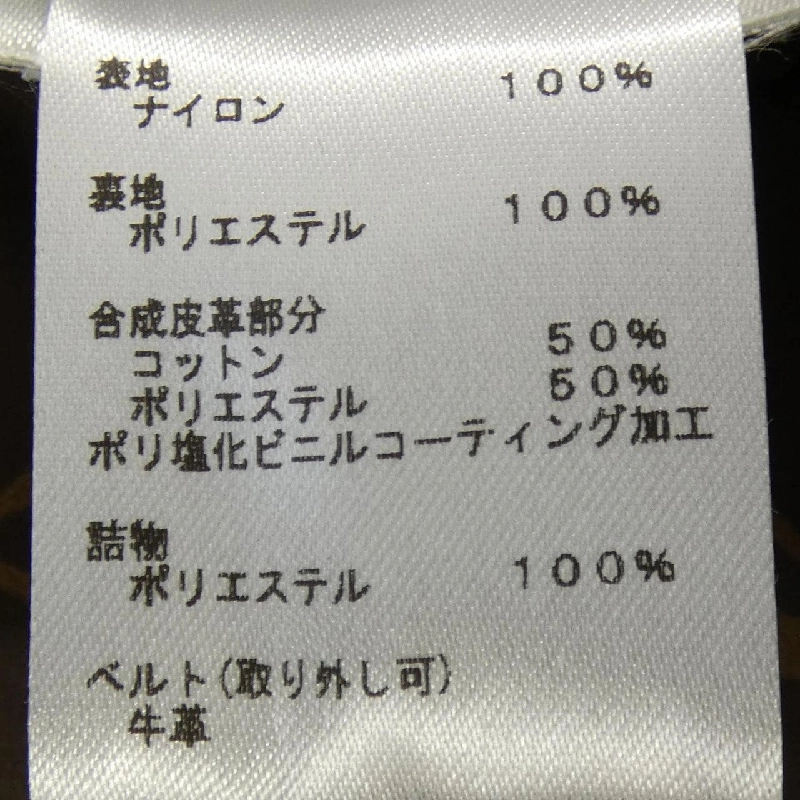 表地 １００％
ナイロン
裏地
ポリエステル １００％
合成皮革部分
コットン ５０％
ポリエステル ５０％
ポリ塩化ビニルコーティング加工
詰物
ポリエステル １００％
ベルト(取り外し可)
牛革